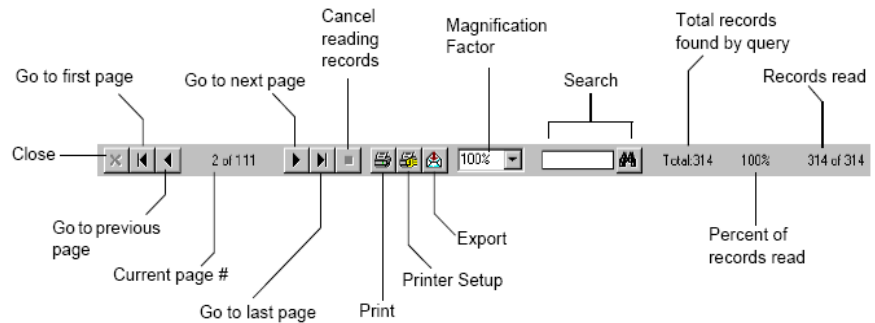 Cancel
reading
records
Magnification
Factor
Total records
found by query
Go to first page
Go to next page
Search
Records read
Close
2 of 111
100%
Total:314
100%
314 of 314
Go to previous
page
Current page #
Go to last page
Print
Printer Setup
Export
Percent of
records read